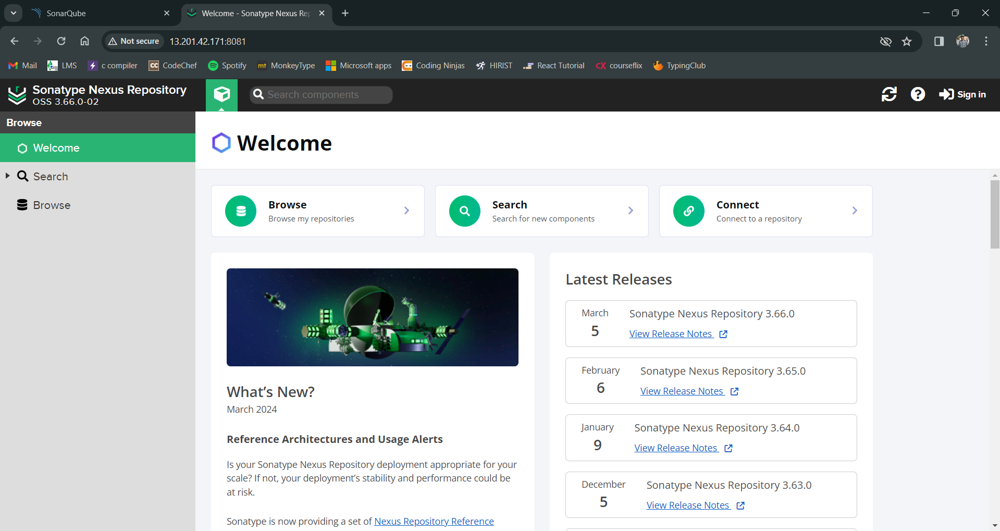 SonarQube
Welcome - Sonatype Nexus Re
Not secure
13.201.42.171:8081
Mail
LMS
c compiler
CC CodeChef
Spotify
mt MonkeyType
Microsoft apps
Coding Ninjas
HIRIST
React Tutorial
CX courseflix
TypingClub
Sonatype Nexus Repository
OSS 3.66.0-02
Search components
Sign in
Browse
Welcome
Search
Browse
Welcome
Browse
Browse my repositories
Search
Search for new components
Connect
Connect to a repository
What’s New?
March 2024
Reference Architectures and Usage Alerts
Is your Sonatype Nexus Repository deployment appropriate for your
scale? If not, your deployment’s stability and performance could be
at risk.
Sonatype is now providing a set of Nexus Repository Reference
Latest Releases
March
5
Sonatype Nexus Repository 3.66.0
View Release Notes
February
6
Sonatype Nexus Repository 3.65.0
View Release Notes
January
9
Sonatype Nexus Repository 3.64.0
View Release Notes
December
5
Sonatype Nexus Repository 3.63.0
View Release Notes